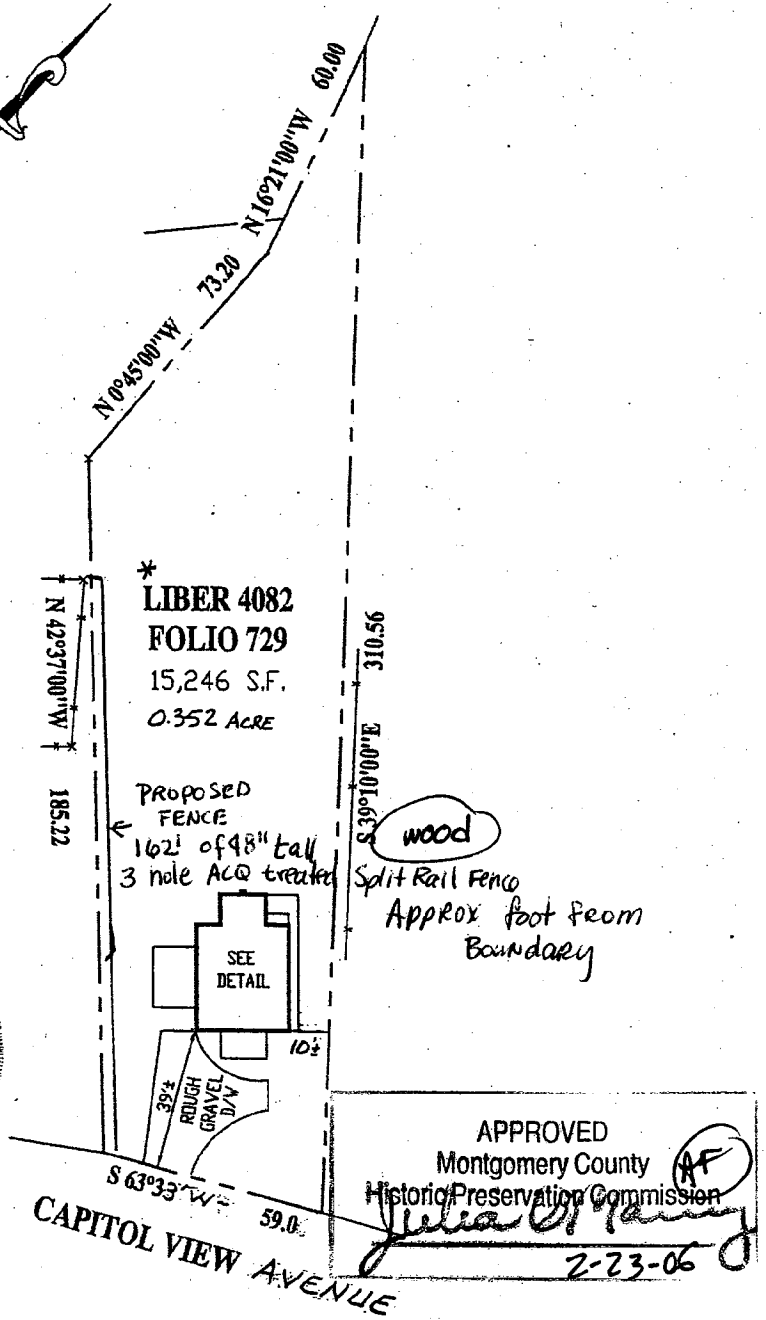 60.00
N 16°21'00"W
73.20
N 0°45'00"W
*
LIBER 4082
FOLIO 729
15,246 S.F.
0.352 ACRE
N 42°37'00"W
185.22
310.56
S 39°10'00"E
PROPOSED
FENCE
162' of 48" tall
3 hole ACQ treated Split Rail Fence
wood
APPROX foot from
Boundary
SEE
DETAIL
10±
39'±
ROUGH
GRAVEL
D/W
S 63°33' W
59.0
CAPITOL VIEW AVENUE
APPROVED
Montgomery County
Historic Preservation Commission
AF
2-23-06